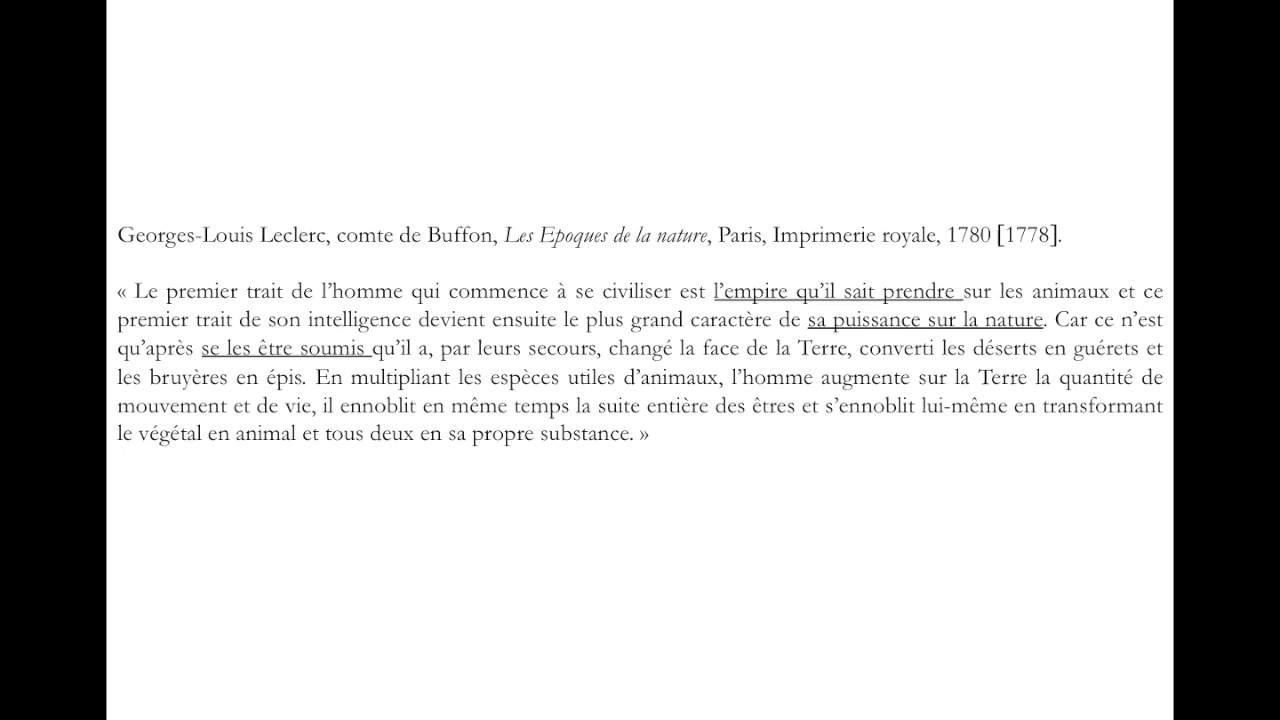 Georges-Louis Leclerc, comte de Buffon, Les Epoques de la nature, Paris, Imprimerie royale, 1780 [1778].
« Le premier trait de l’homme qui commence à se civiliser est l’empire qu’il sait prendre sur les animaux et ce
premier trait de son intelligence devient ensuite le plus grand caractère de sa puissance sur la nature. Car ce n’est
qu’après se les être soumis qu’il a, par leurs secours, changé la face de la Terre, converti les déserts en guérets et
les bruyères en épis. En multipliant les espèces utiles d’animaux, l’homme augmente sur la Terre la quantité de
mouvement et de vie, il ennoblit en même temps la suite entière des êtres et s’ennoblit lui-même en transformant
le végétal en animal et tous deux en sa propre substance. »